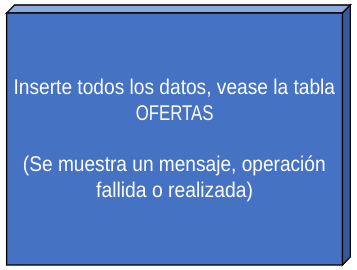 Inserte todos los datos, vease la tabla
OFERTAS
(Se muestra un mensaje, operación
fallida o realizada)